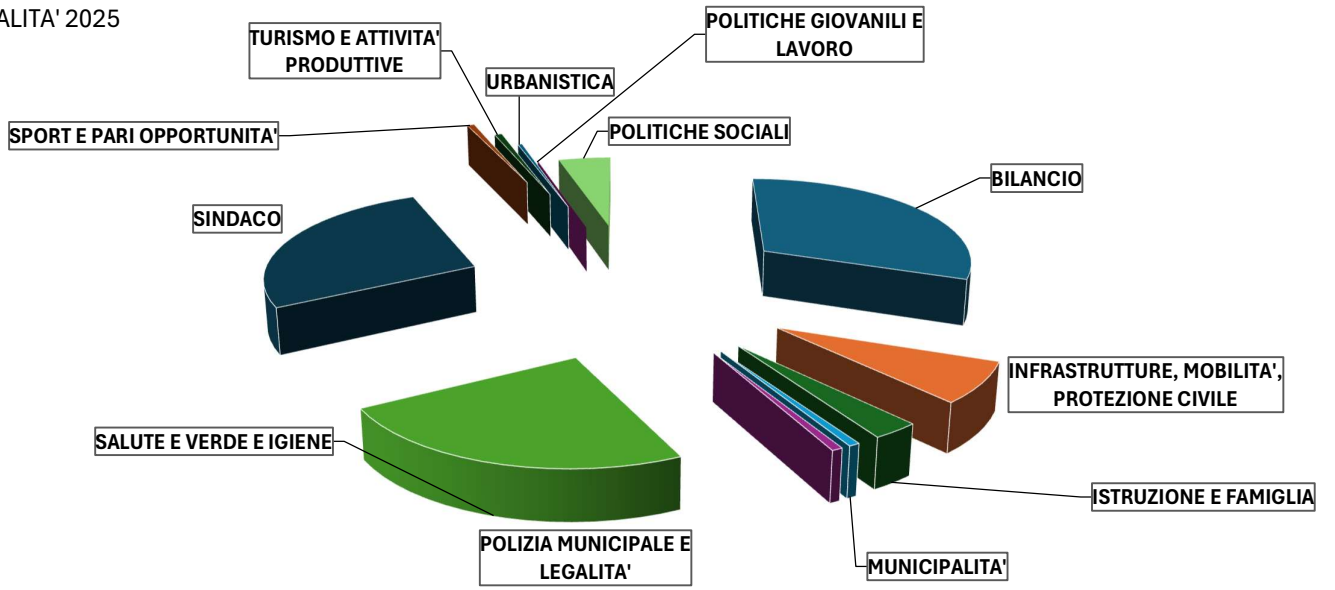 ALITA' 2025
TURISMO E ATTIVITA'
PRODUTTIVE
POLITICHE GIOVANILI E
LAVORO
URBANISTICA
SPORT E PARI OPPORTUNITA'
POLITICHE SOCIALI
BILANCIO
SINDACO
INFRASTRUTTURE, MOBILITA',
PROTEZIONE CIVILE
SALUTE E VERDE E IGIENE
ISTRUZIONE E FAMIGLIA
POLIZIA MUNICIPALE E
LEGALITA'
MUNICIPALITA'